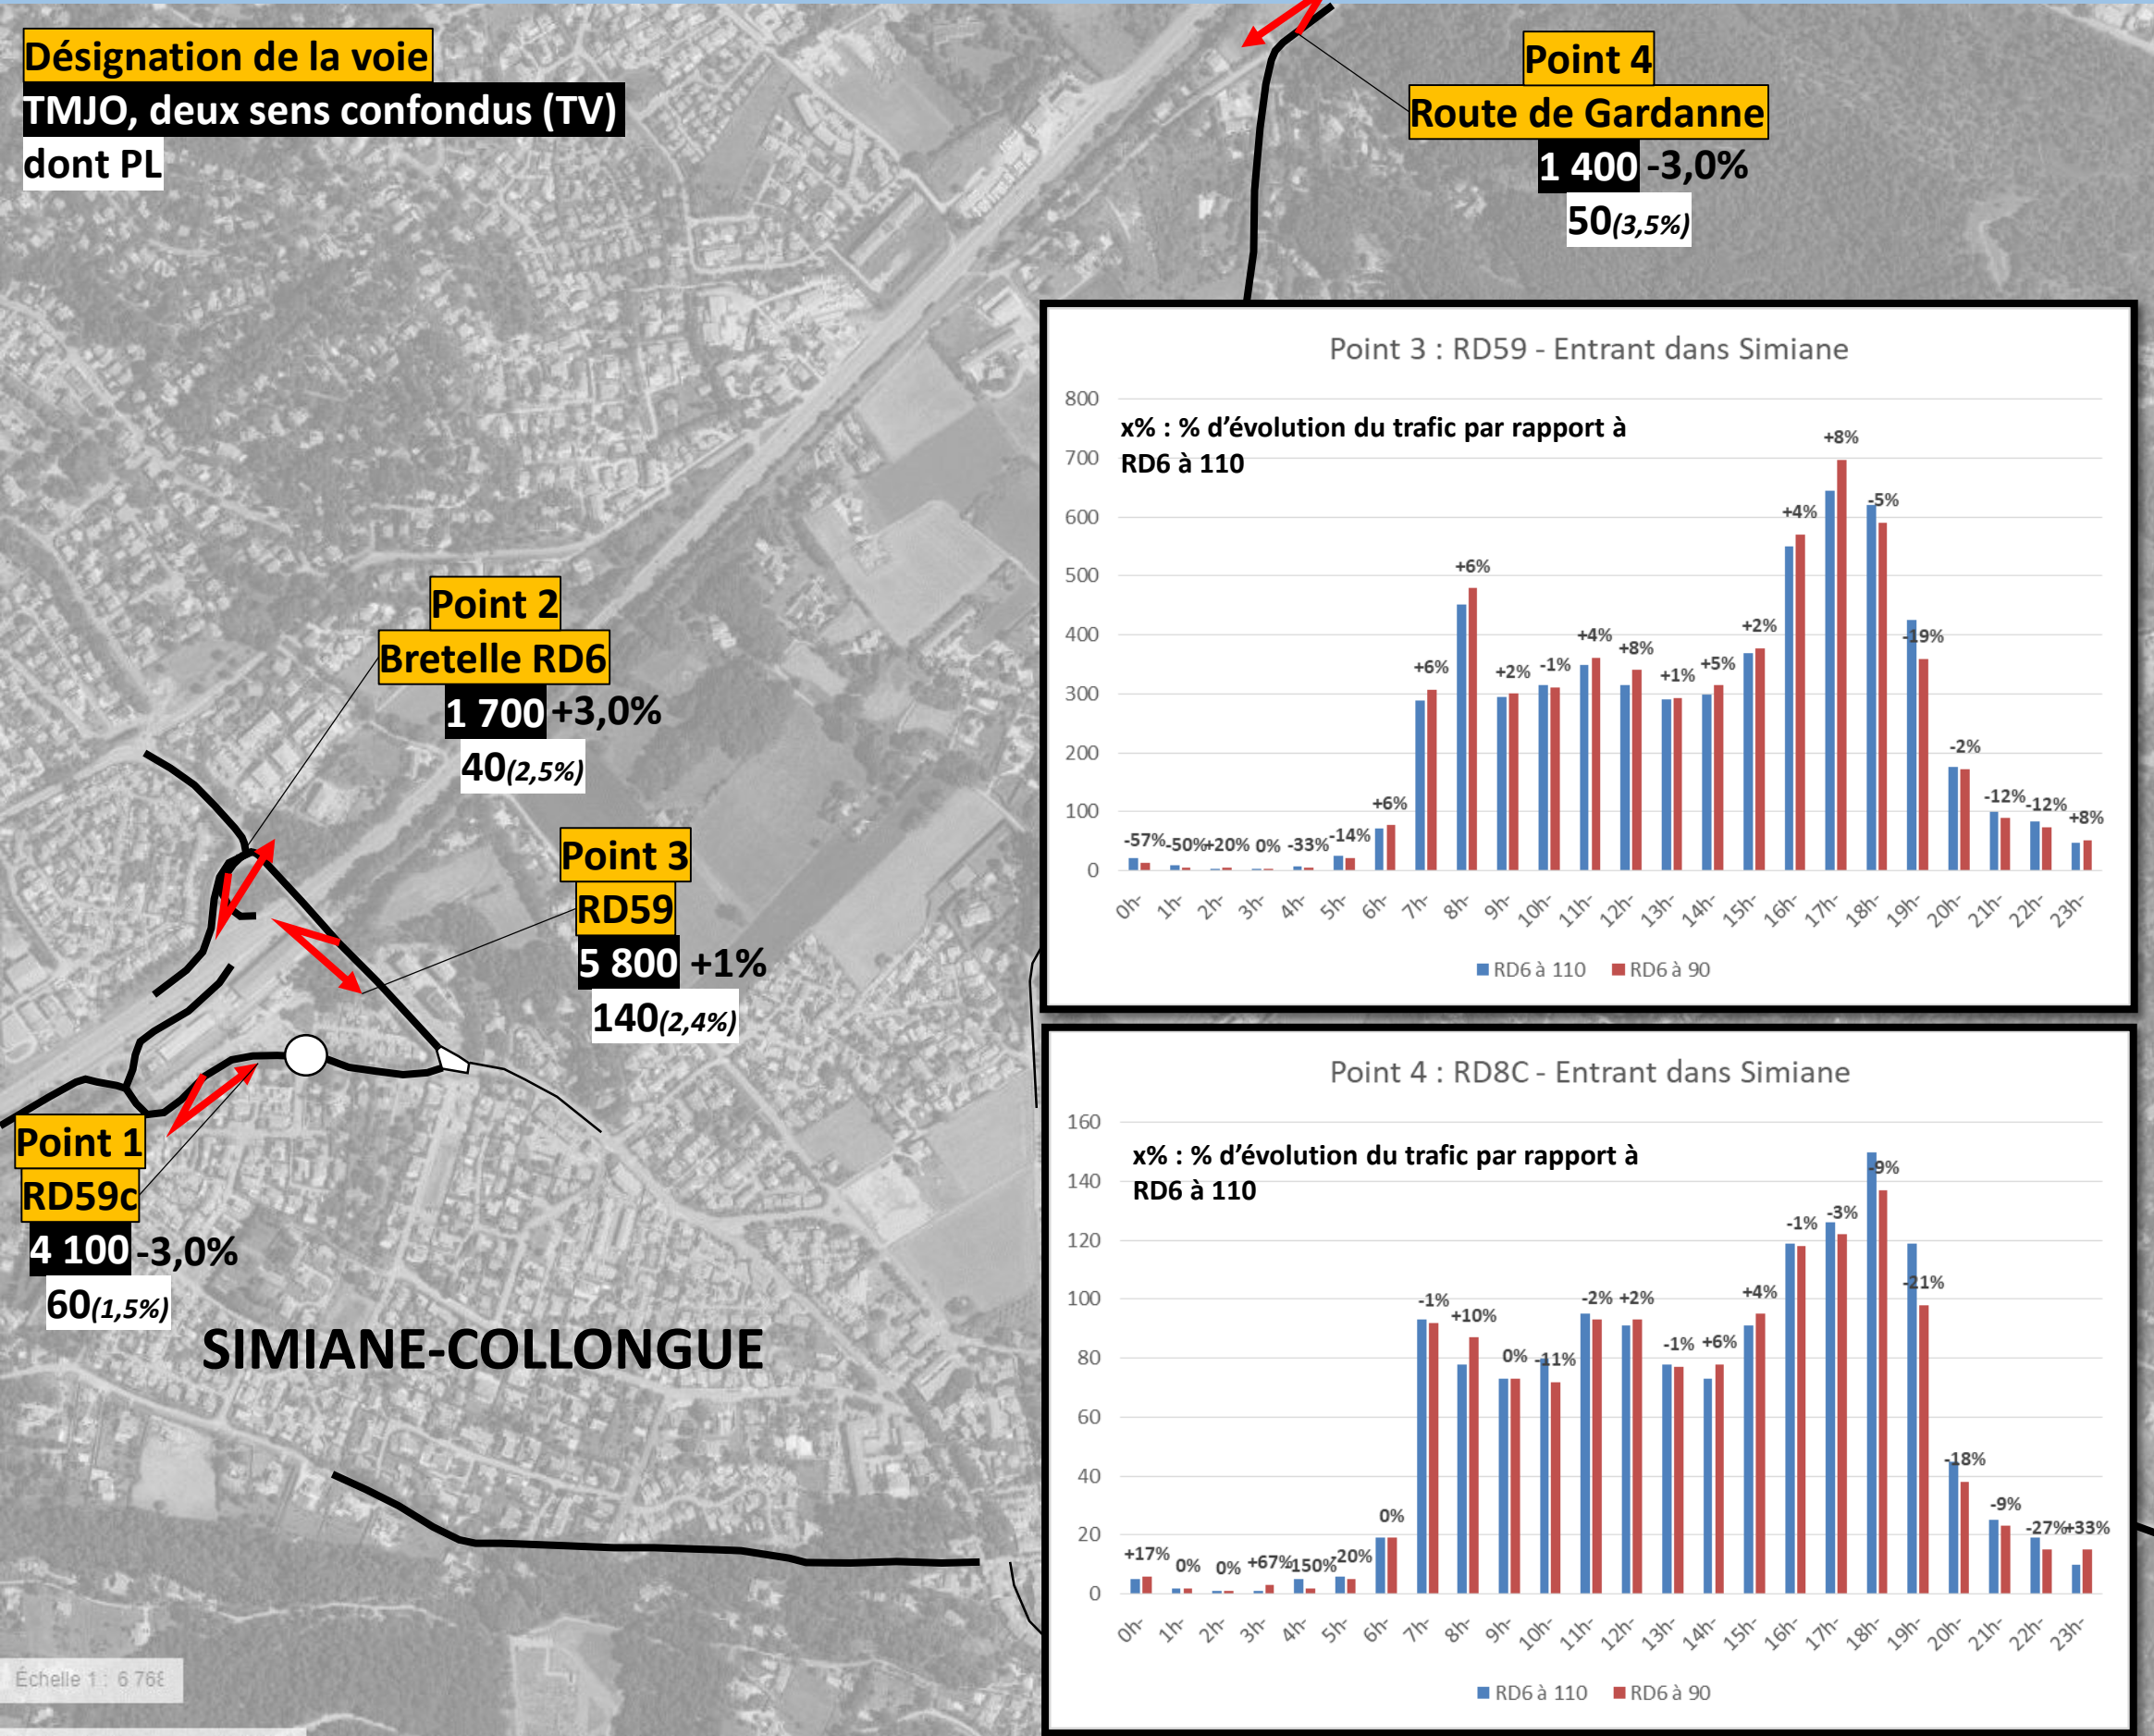 Désignation de la voie
TMJO, deux sens confondus (TV)
dont PL
Point 4
Route de Gardanne
1 400 -3,0%
50(3,5%)
Point 2
Bretelle RD6
1 700 +3,0%
40(2,5%)
Point 3
RD59
5 800 +1%
140(2,4%)
Point 1
RD59c
4 100 -3,0%
60(1,5%)
SIMIANE-COLLONGUE
Échelle 1 : 6 768
Point 3 : RD59 - Entrant dans Simiane
x% : % d'évolution du trafic par rapport à
RD6 à 110
800
700
600
500
400
300
200
100
0
-57% -50% +20% 0% -33% -14% +6% +6% +6% +2% -1% +4% +8% +1% +5% +2% +4% +8% -5% -19% -2% -12% -12% +8%
0h- 1h- 2h- 3h- 4h- 5h- 6h- 7h- 8h- 9h- 10h- 11h- 12h- 13h- 14h- 15h- 16h- 17h- 18h- 19h- 20h- 21h- 22h- 23h-
RD6 à 110 RD6 à 90
Point 4 : RD8C - Entrant dans Simiane
x% : % d'évolution du trafic par rapport à
RD6 à 110
160
140
120
100
80
60
40
20
0
+17% 0% 0% +67% -150% -20% 0% -1% +10% 0% -11% -2% +2% -1% +6% +4% -1% -3% -9% -21% -18% -9% -27% +33%
0h- 1h- 2h- 3h- 4h- 5h- 6h- 7h- 8h- 9h- 10h- 11h- 12h- 13h- 14h- 15h- 16h- 17h- 18h- 19h- 20h- 21h- 22h- 23h-
RD6 à 110 RD6 à 90